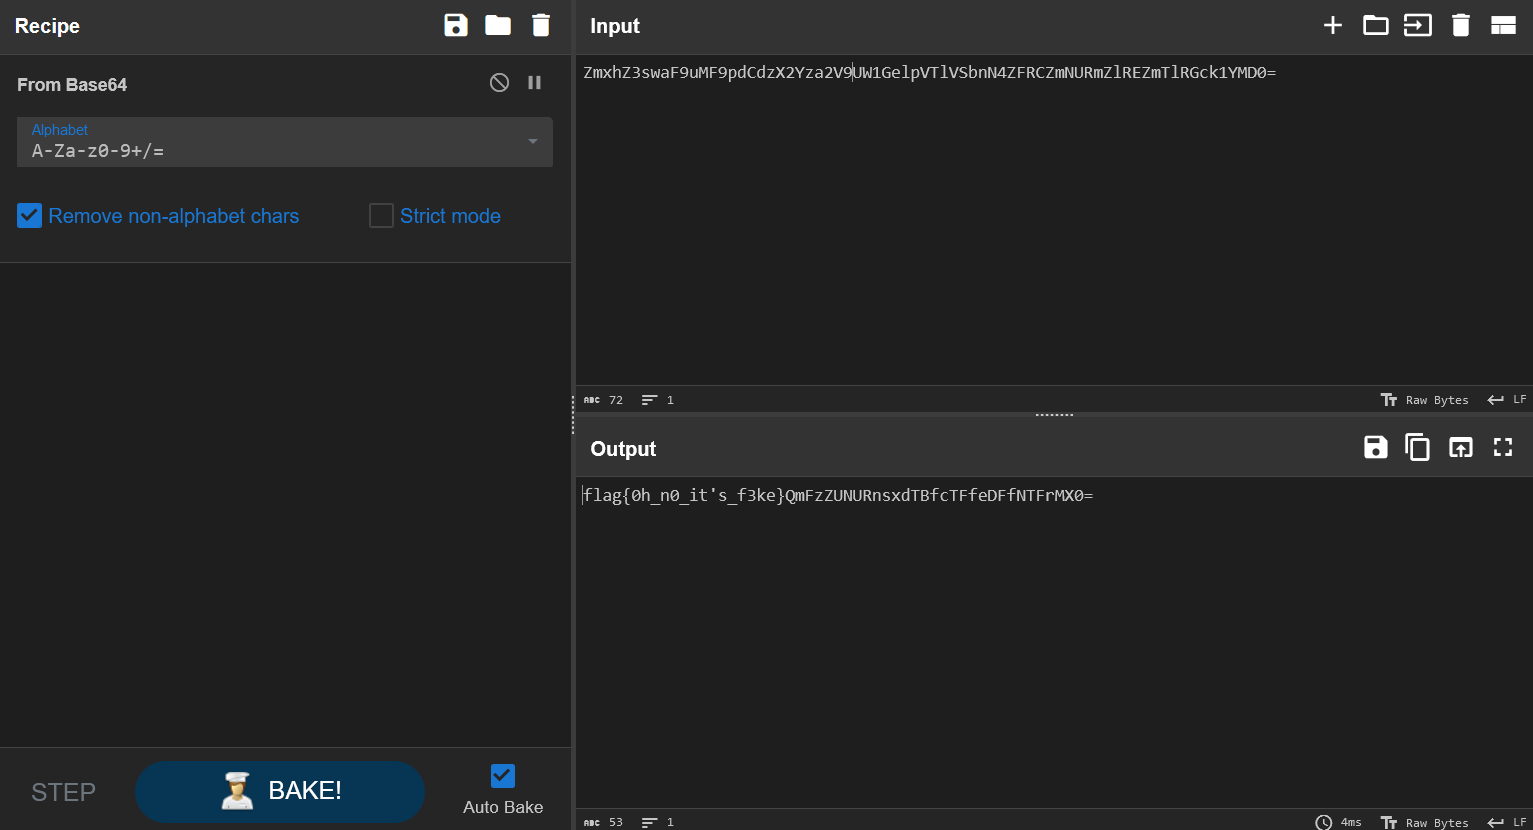 Recipe
From Base64
Alphabet
A-Za-z0-9+/=
Remove non-alphabet chars
Strict mode
STEP
BAKE!
Auto Bake
Input
ZmxhZ3swaF9uMF9pdCdzX2Yza2V9UW1GelpVTlVSbnN4ZFRCZmNURmZlREZmTlRGck1YMD0=
ABC 72 1
Raw Bytes LF
Output
flag{0h_n0_it's_f3ke}QmFzZUNURnsxdTBfcTFfeDFfNTFrMX0=
ABC 53 1
4ms Raw Bytes LF